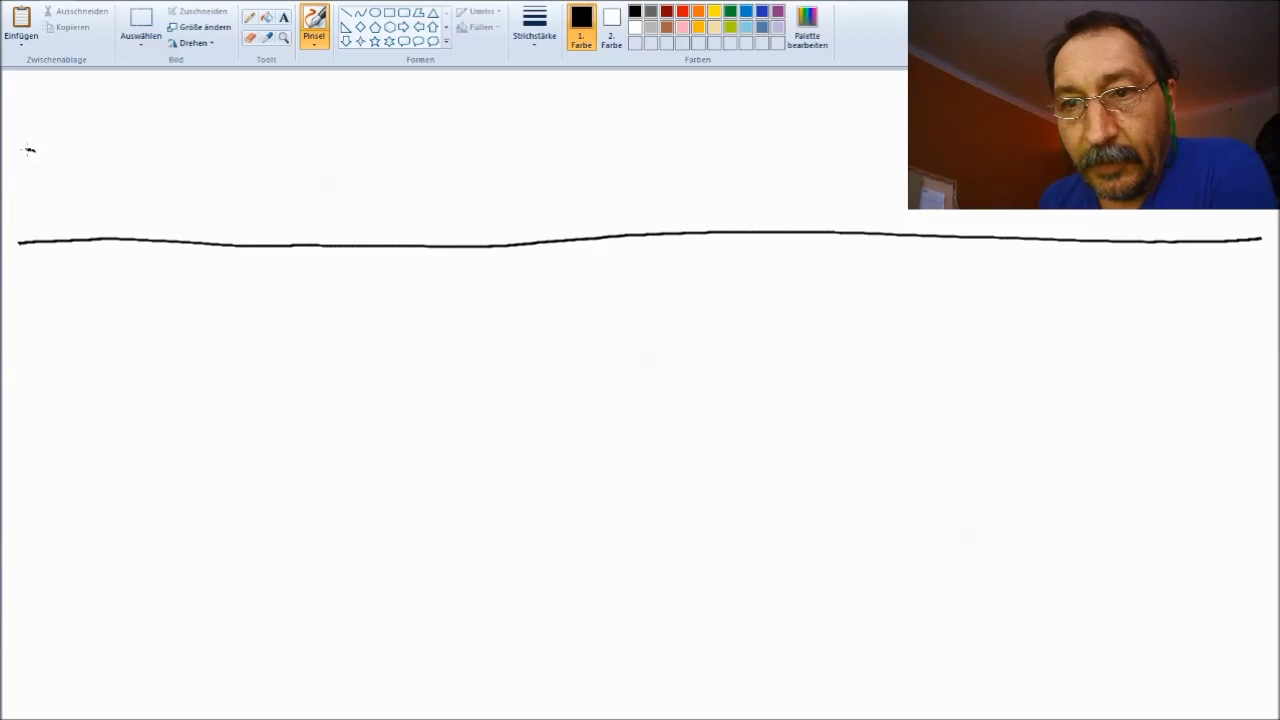 Einfügen
Ausschneiden
Kopieren
Zwischenablage
Auswählen
Zuschneiden
Größe ändern
Drehen
Bild
A
Tools
Pinsel
Umriss
Füllen
Formen
Strichstärke
1.
Farbe
2.
Farbe
Palette
bearbeiten
Farben